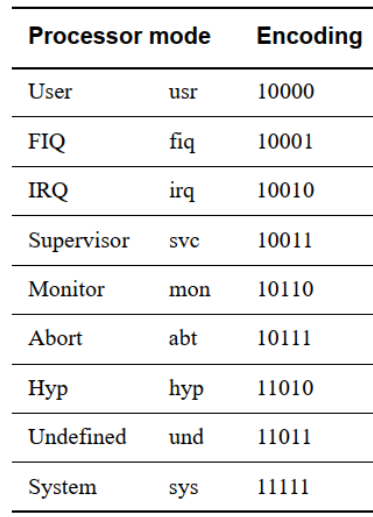 Processor mode Encoding
User usr 10000
FIQ fiq 10001
IRQ irq 10010
Supervisor svc 10011
Monitor mon 10110
Abort abt 10111
Hyp hyp 11010
Undefined und 11011
System sys 11111